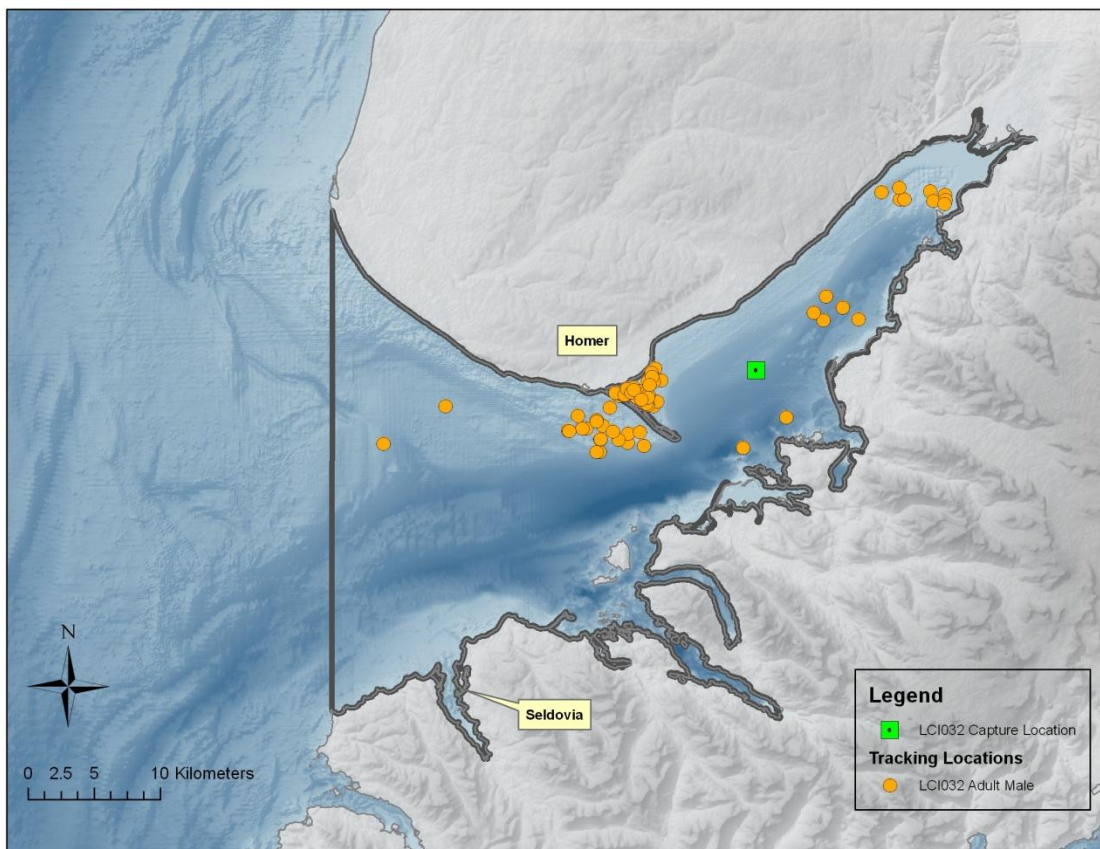 Homer
N
Seldovia
0 2.5 5 10 Kilometers
Legend
LCI032 Capture Location
Tracking Locations
LCI032 Adult Male